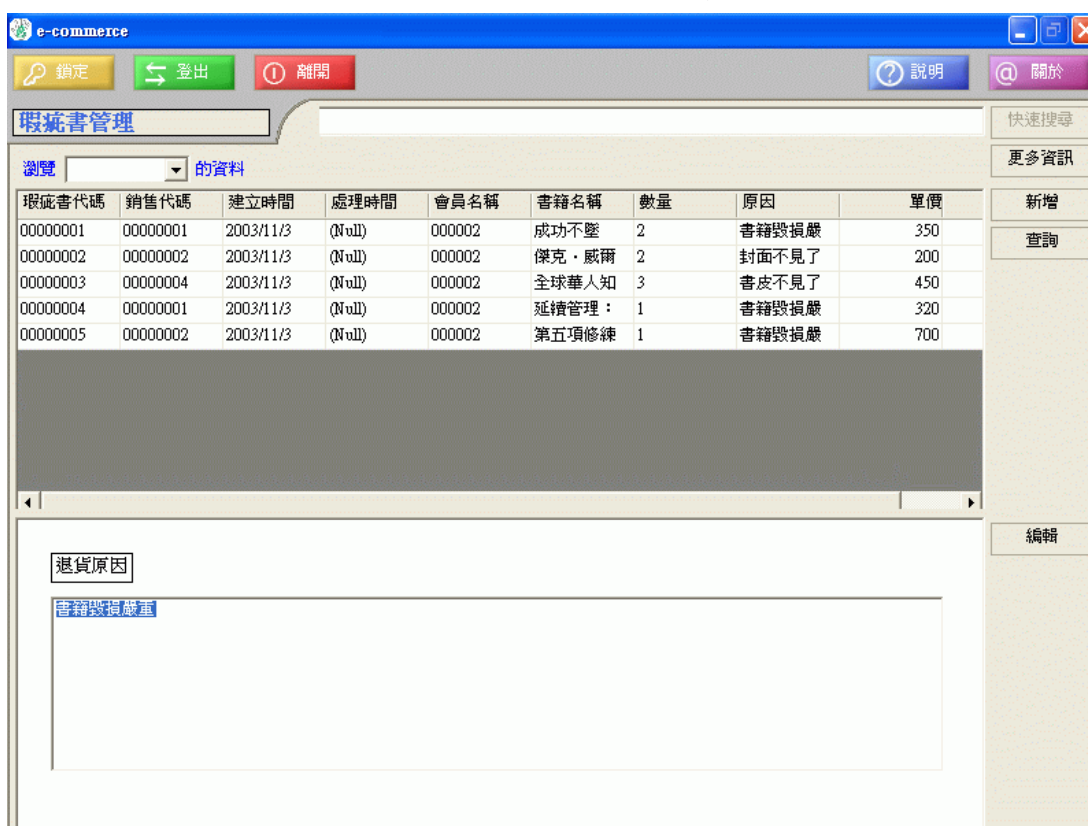 e-commerce
鎖定 登出 離開 說明 @ 關於
瑕疵書管理 快速搜尋
瀏覽 的資料 更多資訊
瑕疵書代碼 銷售代碼 建立時間 處理時間 會員名稱 書籍名稱 數量 原因 單價 新增
00000001 00000001 2003/11/3 (Null) 000002 成功不墜 2 書籍毀損嚴 350
查詢
00000002 00000002 2003/11/3 (Null) 000002 傑克・威爾 2 封面不見了 200
00000003 00000004 2003/11/3 (Null) 000002 全球華人知 3 書皮不見了 450
00000004 00000001 2003/11/3 (Null) 000002 延續管理： 1 書籍毀損嚴 320
00000005 00000002 2003/11/3 (Null) 000002 第五項修練 1 書籍毀損嚴 700
編輯
退貨原因
書籍毀損嚴重